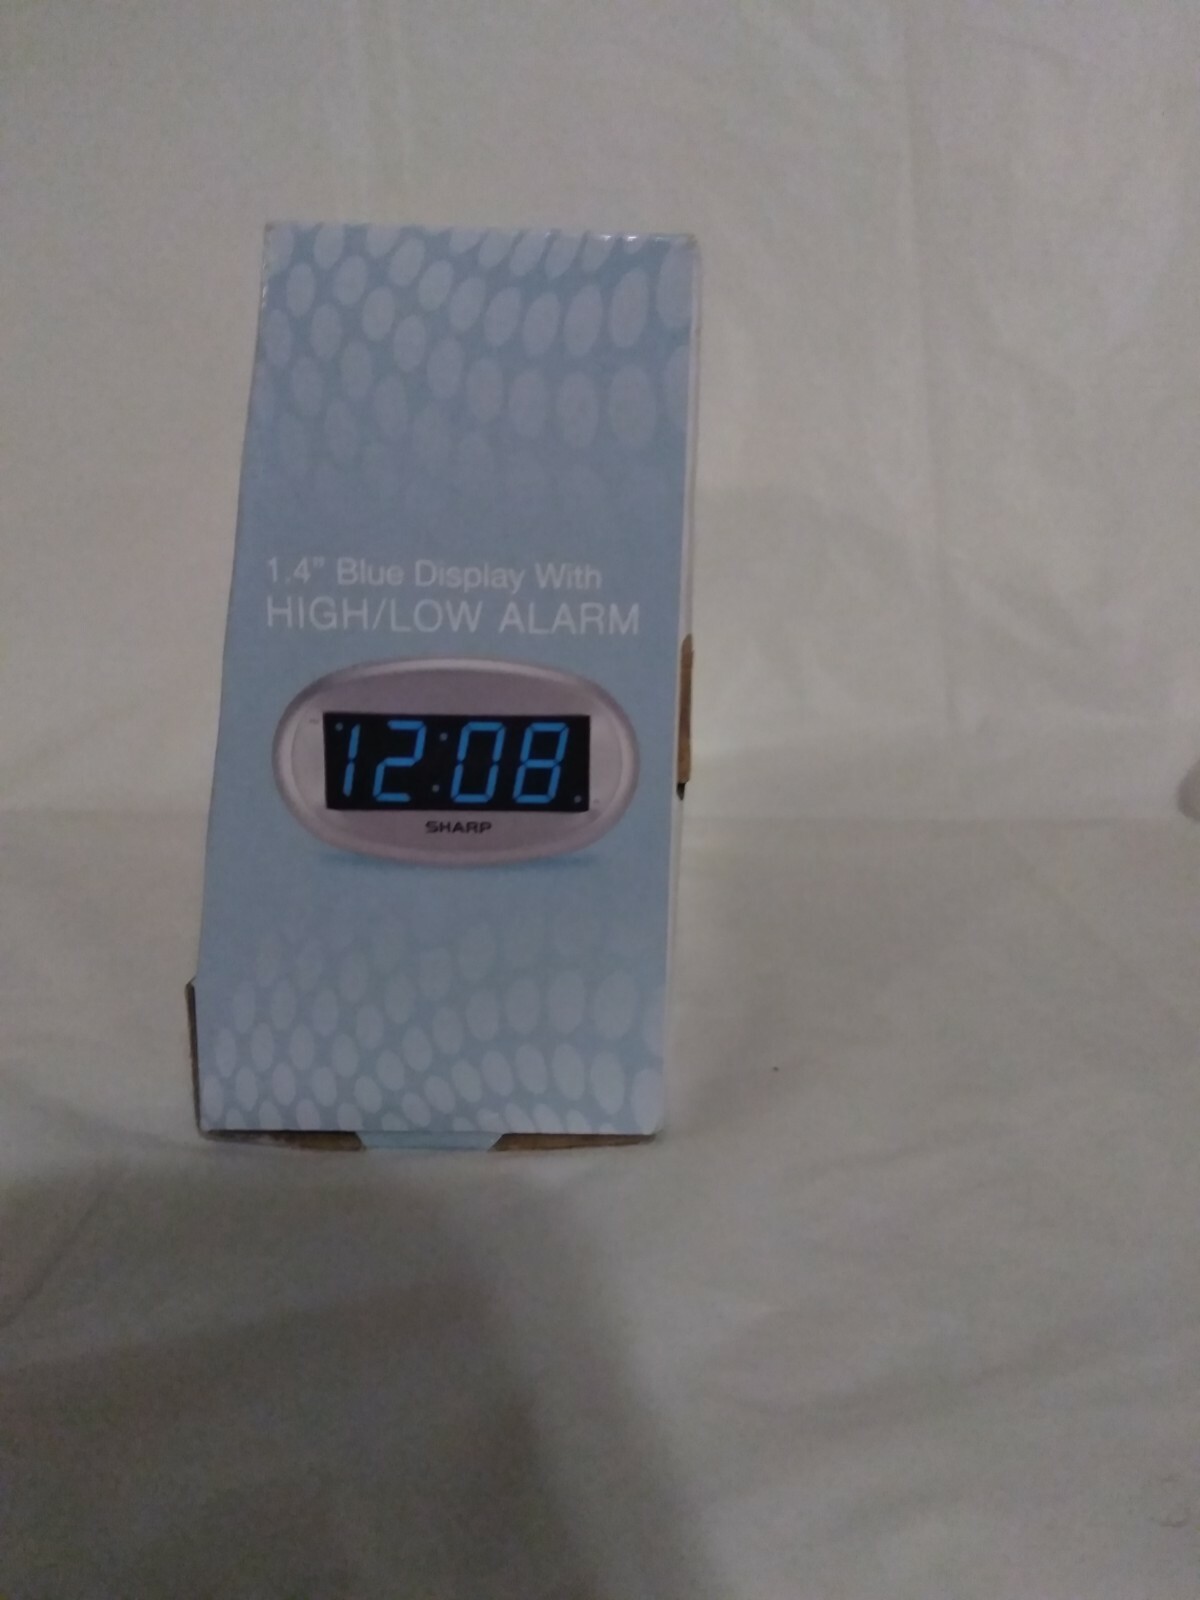 1.4" Blue Display With
HIGH/LOW ALARM
12:08
SHARP